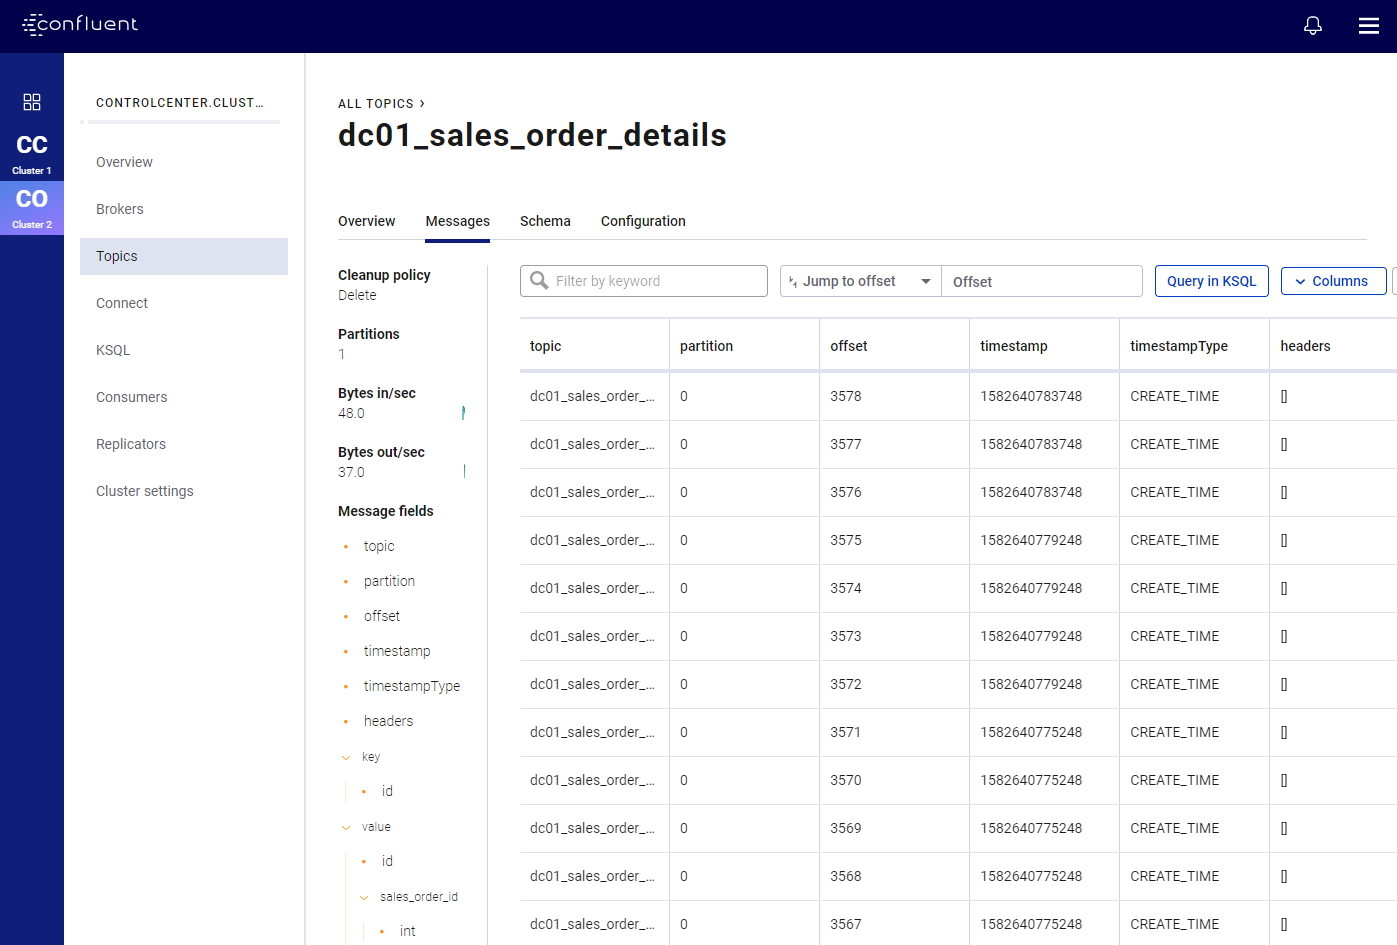 confluent
CC
Cluster 1
CO
Cluster 2
CONTROLCENTER.CLUST...
Overview
Brokers
Topics
Connect
KSQL
Consumers
Replicators
Cluster settings
ALL TOPICS ›
dc01_sales_order_details
Overview Messages Schema Configuration
Cleanup policy
Delete
Partitions
1
Bytes in/sec
48.0
Bytes out/sec
37.0
Message fields
topic
partition
offset
timestamp
timestampType
headers
key
id
value
id
sales_order_id
int
Filter by keyword Jump to offset Offset Query in KSQL Columns
topic partition offset timestamp timestampType headers
dc01_sales_order_... 0 3578 1582640783748 CREATE_TIME []
dc01_sales_order_... 0 3577 1582640783748 CREATE_TIME []
dc01_sales_order_... 0 3576 1582640783748 CREATE_TIME []
dc01_sales_order_... 0 3575 1582640779248 CREATE_TIME []
dc01_sales_order_... 0 3574 1582640779248 CREATE_TIME []
dc01_sales_order_... 0 3573 1582640779248 CREATE_TIME []
dc01_sales_order_... 0 3572 1582640779248 CREATE_TIME []
dc01_sales_order_... 0 3571 1582640775248 CREATE_TIME []
dc01_sales_order_... 0 3570 1582640775248 CREATE_TIME []
dc01_sales_order_... 0 3569 1582640775248 CREATE_TIME []
dc01_sales_order_... 0 3568 1582640775248 CREATE_TIME []
dc01_sales_order_... 0 3567 1582640775248 CREATE_TIME []